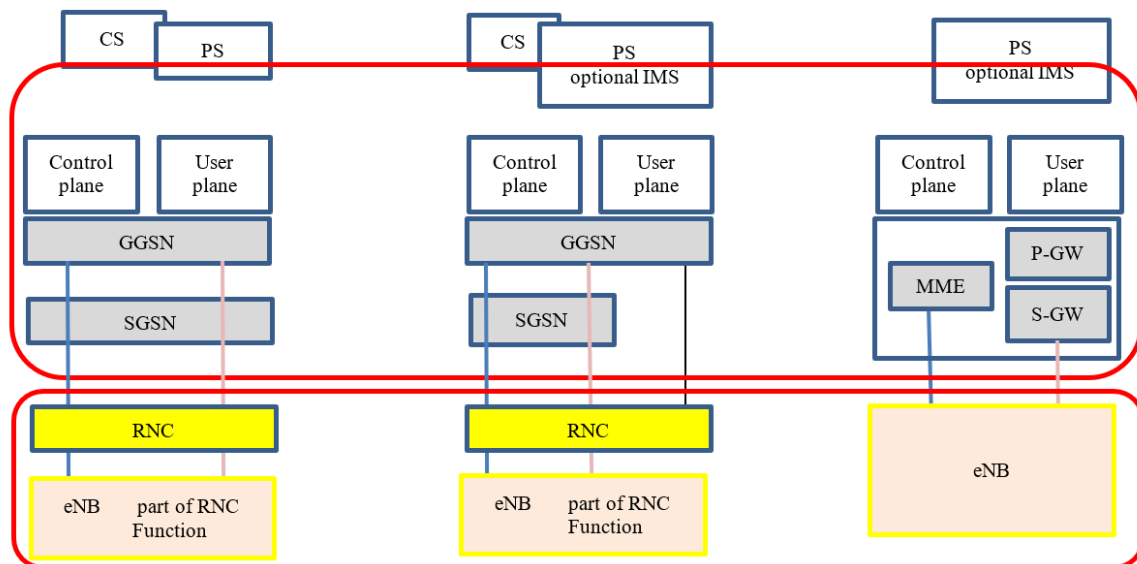 CS
PS
CS
PS
optional IMS
PS
optional IMS
Control
plane
User
plane
Control
plane
User
plane
Control
plane
User
plane
GGSN
GGSN
P-GW
MME
SGSN
SGSN
S-GW
RNC
RNC
eNB
eNB part of RNC
Function
eNB part of RNC
Function